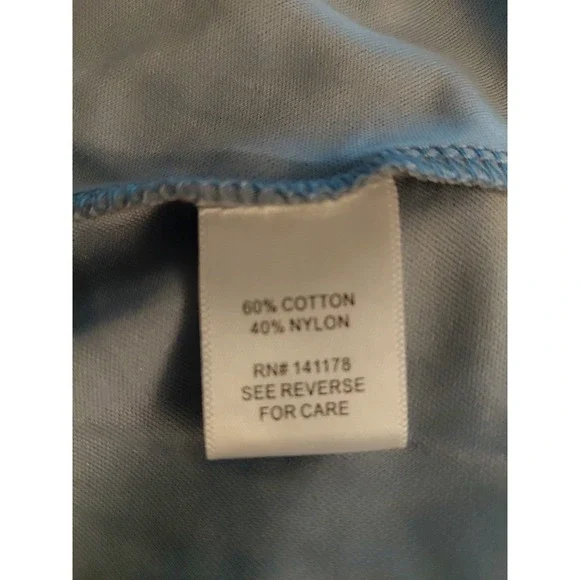 60% COTTON
40% NYLON
RN# 141178
SEE REVERSE
FOR CARE